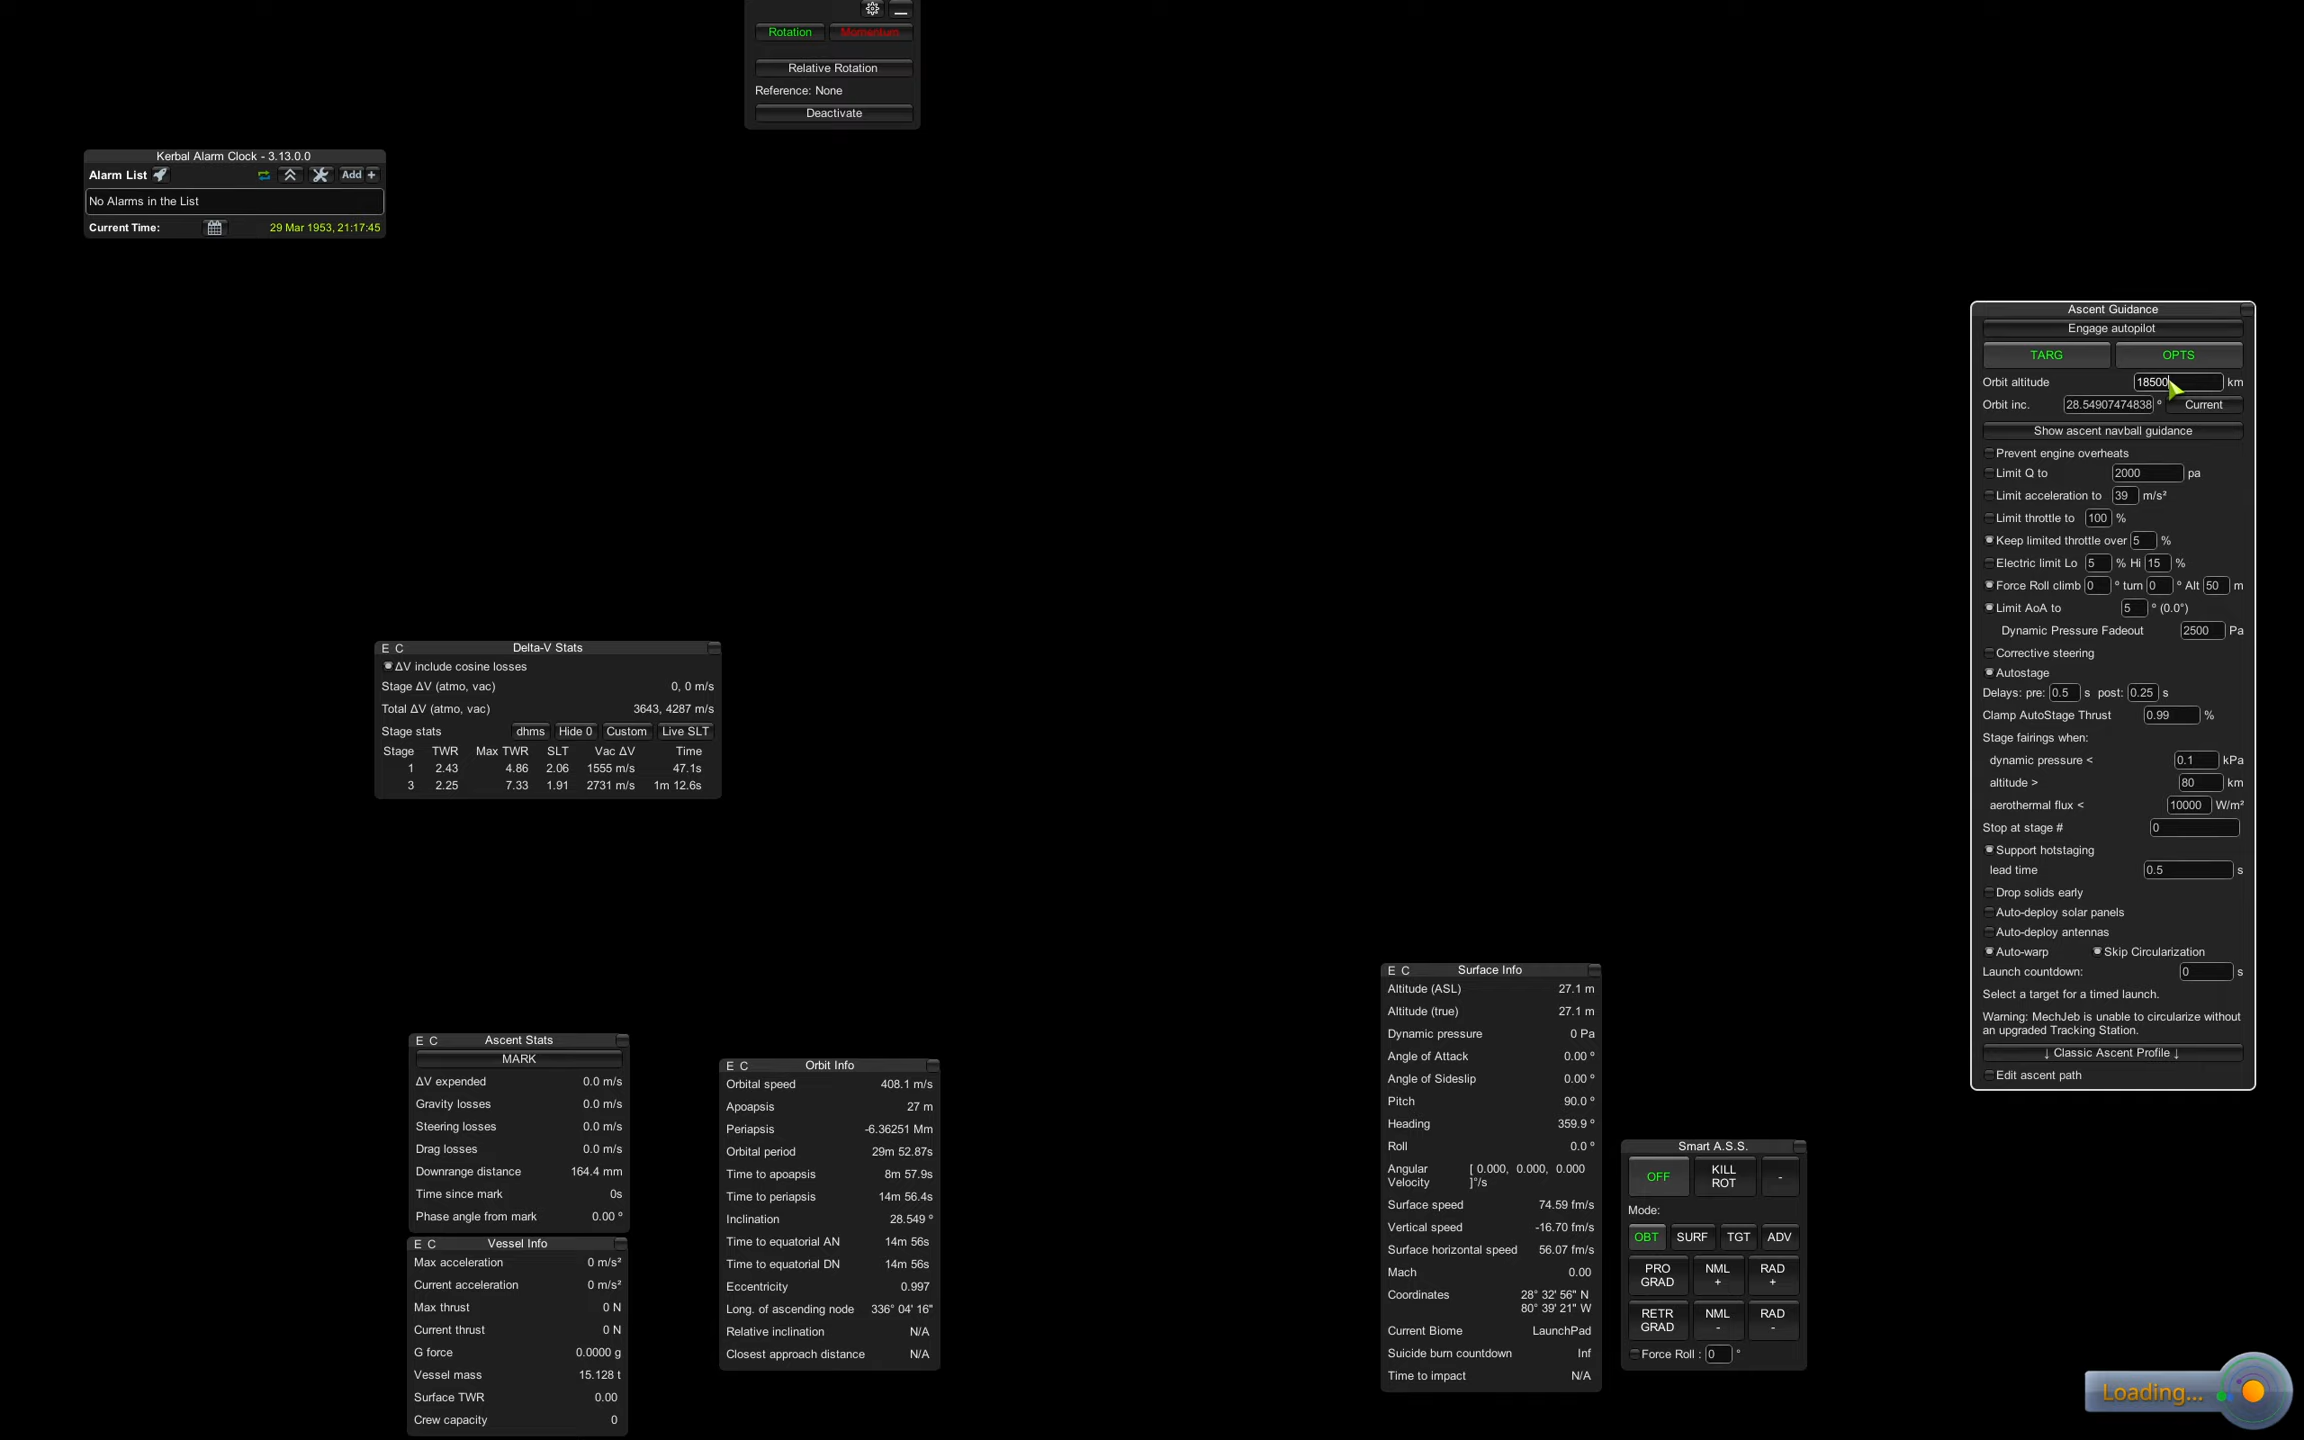 Rotation Momentum
Relative Rotation
Reference: None
Deactivate
Kerbal Alarm Clock - 3.13.0.0
Alarm List Add +
No Alarms in the List
Current Time: 29 Mar 1953, 21:17:45
Ascent Guidance
Engage autopilot
TARG OPTS
Orbit altitude 18500 km
Orbit inc. 28.54907474838 º Current
Show ascent navball guidance
Prevent engine overheats
Limit Q to 2000 pa
Limit acceleration to 39 m/s²
Limit throttle to 100 %
Keep limited throttle over 5 %
Electric limit Lo 5 % Hi 15 %
Force Roll climb 0 º turn 0 º Alt 50 m
Limit AoA to 5 º (0.0°)
Dynamic Pressure Fadeout 2500 Pa
Corrective steering
Autostage
Delays: pre: 0.5 s post: 0.25 s
Clamp AutoStage Thrust 0.99 %
Stage fairings when:
dynamic pressure < 0.1 kPa
altitude > 80 km
aerothermal flux < 10000 W/m²
Stop at stage # 0
Support hotstaging
lead time 0.5 s
Drop solids early
Auto-deploy solar panels
Auto-deploy antennas
Auto-warp Skip Circularization
Launch countdown: 0 s
Select a target for a timed launch.
Warning: MechJeb is unable to circularize without
an upgraded Tracking Station.
↓ Classic Ascent Profile ↓
Edit ascent path
E C Delta-V Stats
ΔV include cosine losses
Stage ΔV (atmo, vac) 0, 0 m/s
Total ΔV (atmo, vac) 3643, 4287 m/s
Stage stats dhms Hide 0 Custom Live SLT
Stage TWR Max TWR SLT Vac ΔV Time
1 2.43 4.86 2.06 1555 m/s 47.1s
3 2.25 7.33 1.91 2731 m/s 1m 12.6s
E C Ascent Stats
MARK
ΔV expended 0.0 m/s
Gravity losses 0.0 m/s
Steering losses 0.0 m/s
Drag losses 0.0 m/s
Downrange distance 164.4 mm
Time since mark 0s
Phase angle from mark 0.00 º
E C Vessel Info
Max acceleration 0 m/s²
Current acceleration 0 m/s²
Max thrust 0 N
Current thrust 0 N
G force 0.0000 g
Vessel mass 15.128 t
Surface TWR 0.00
Crew capacity 0
E C Orbit Info
Orbital speed 408.1 m/s
Apoapsis 27 m
Periapsis -6.36251 Mm
Orbital period 29m 52.87s
Time to apoapsis 8m 57.9s
Time to periapsis 14m 56.4s
Inclination 28.549 º
Time to equatorial AN 14m 56s
Time to equatorial DN 14m 56s
Eccentricity 0.997
Long. of ascending node 336° 04' 16"
Relative inclination N/A
Closest approach distance N/A
E C Surface Info
Altitude (ASL) 27.1 m
Altitude (true) 27.1 m
Dynamic pressure 0 Pa
Angle of Attack 0.00 º
Angle of Sideslip 0.00 º
Pitch 90.0 º
Heading 359.9 º
Roll 0.0 º
Angular [ 0.000, 0.000, 0.000
Velocity ]°/s
Surface speed 74.59 fm/s
Vertical speed -16.70 fm/s
Surface horizontal speed 56.07 fm/s
Mach 0.00
Coordinates 28° 32' 56" N
80° 39' 21" W
Current Biome LaunchPad
Suicide burn countdown Inf
Time to impact N/A
Smart A.S.S.
OFF KILL ROT -
Mode:
OBT SURF TGT ADV
PRO GRAD NML + RAD +
RETR GRAD NML - RAD -
Force Roll : 0 °
Loading...